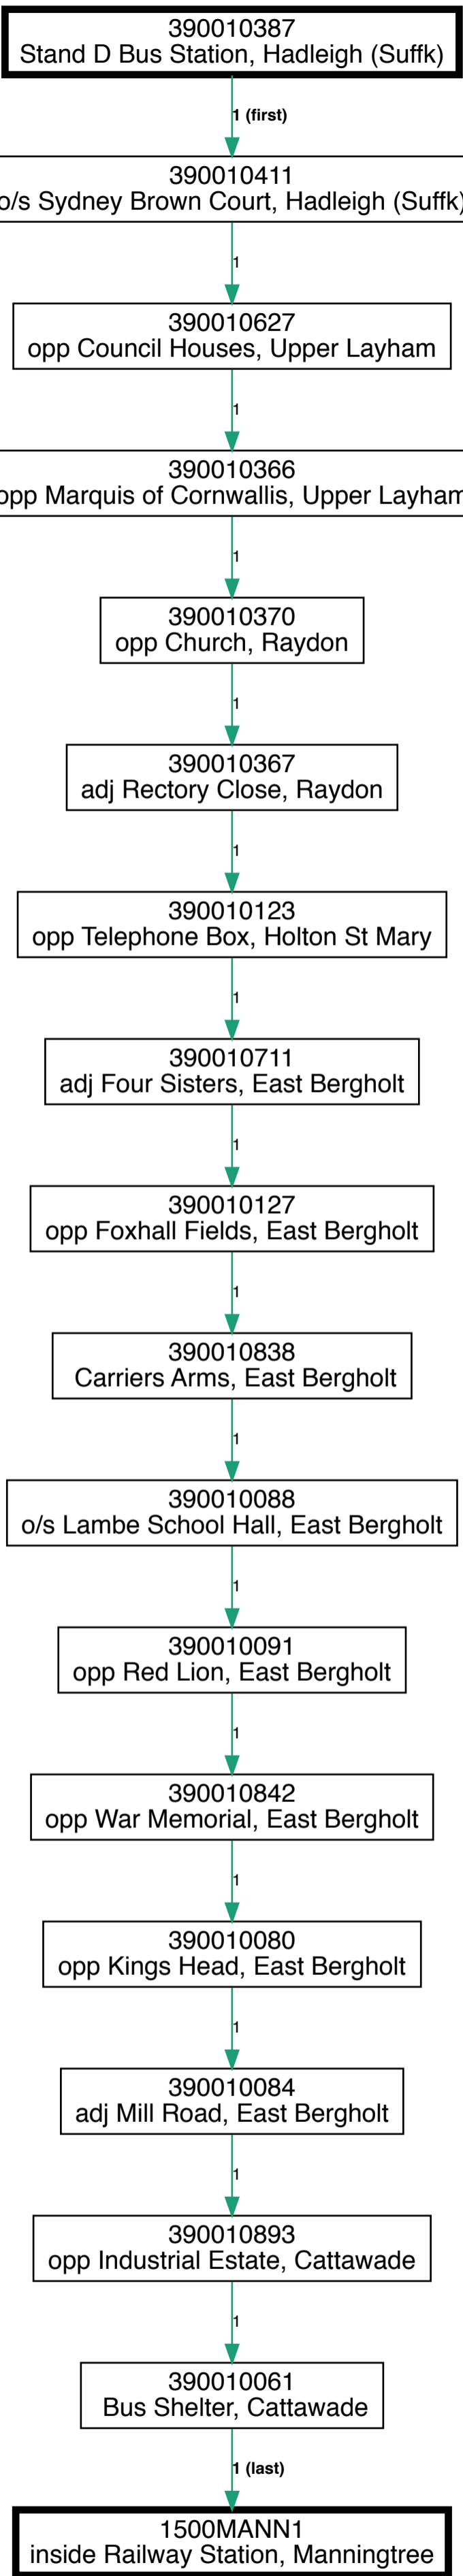 390010387
Stand D Bus Station, Hadleigh (Suffk)
1 (first)
390010411
o/s Sydney Brown Court, Hadleigh (Suffk)
1
390010627
opp Council Houses, Upper Layham
1
390010366
opp Marquis of Cornwallis, Upper Layham
1
390010370
opp Church, Raydon
1
390010367
adj Rectory Close, Raydon
1
390010123
opp Telephone Box, Holton St Mary
1
390010711
adj Four Sisters, East Bergholt
1
390010127
opp Foxhall Fields, East Bergholt
1
390010838
Carriers Arms, East Bergholt
1
390010088
o/s Lambe School Hall, East Bergholt
1
390010091
opp Red Lion, East Bergholt
1
390010842
opp War Memorial, East Bergholt
1
390010080
opp Kings Head, East Bergholt
1
390010084
adj Mill Road, East Bergholt
1
390010893
opp Industrial Estate, Cattawade
1
390010061
Bus Shelter, Cattawade
1 (last)
1500MANN1
inside Railway Station, Manningtree